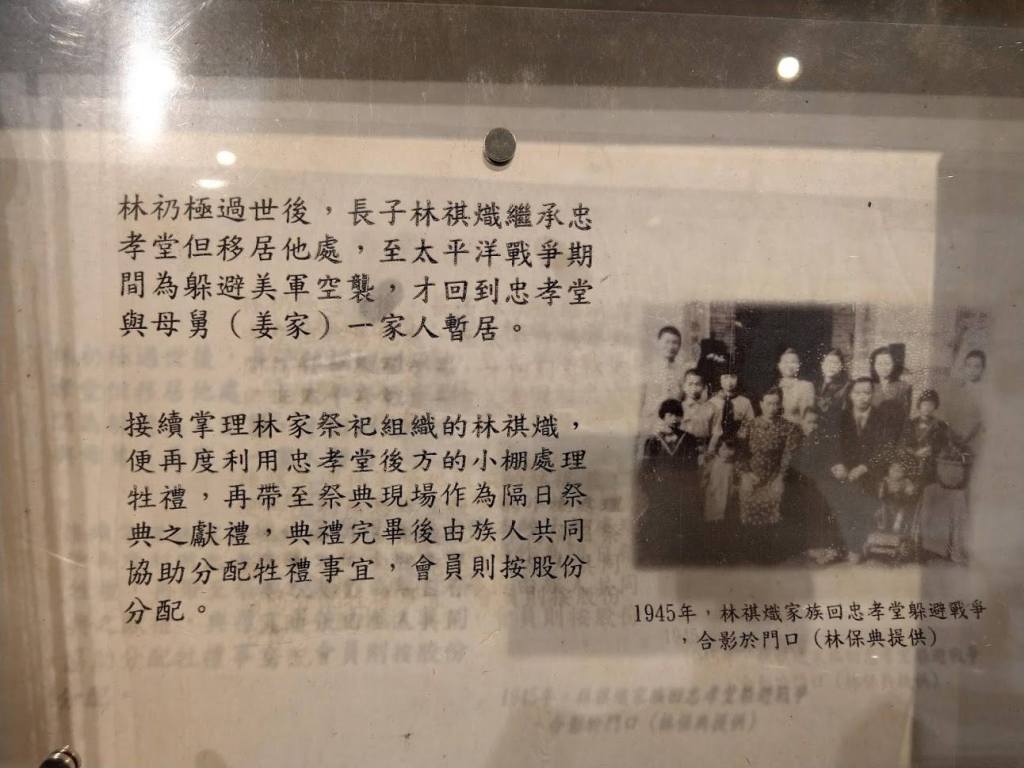 林礽極過世後，長子林祺熾繼承忠
孝堂但移居他處，至太平洋戰爭期
間為躲避美軍空襲，才回到忠孝堂
與母舅（姜家）一家人暫居。
接續掌理林家祭祀組織的林祺熾，
便再度利用忠孝堂後方的小棚處理
牲禮，再帶至祭典現場作為隔日祭
典之獻禮，典禮完畢後由族人共同
協助分配牲禮事宜，會員則按股份
分配。
1945年，林祺熾家族回忠孝堂躲避戰爭
，合影於門口（林保典提供）